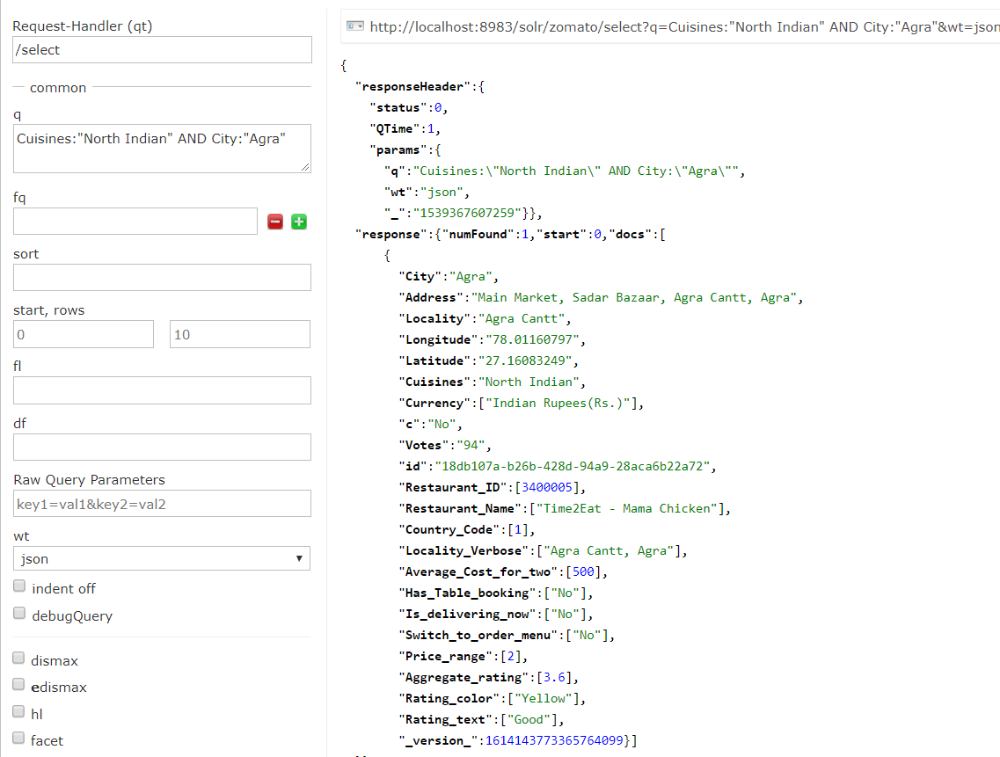 Request-Handler (qt)
/select
common
q
Cuisines:"North Indian" AND City:"Agra"
fq
sort
start, rows
0
10
fl
df
Raw Query Parameters
key1=val1&key2=val2
wt
json
indent off
debugQuery
dismax
edismax
hl
facet
http://localhost:8983/solr/zomato/select?q=Cuisines:"North Indian" AND City:"Agra"&wt=json
{
"responseHeader":{
"status":0,
"QTime":1,
"params":{
"q":"Cuisines:\"North Indian\" AND City:\"Agra\"",
"wt":"json",
"_":"1539367607259"}},
"response":{"numFound":1,"start":0,"docs":[
{
"City":"Agra",
"Address":"Main Market, Sadar Bazaar, Agra Cantt, Agra",
"Locality":"Agra Cantt",
"Longitude":"78.01160797",
"Latitude":"27.16083249",
"Cuisines":"North Indian",
"Currency":["Indian Rupees(Rs.)"],
"c":"No",
"Votes":"94",
"id":"18db107a-b26b-428d-94a9-28aca6b22a72",
"Restaurant_ID":[3400005],
"Restaurant_Name":["Time2Eat - Mama Chicken"],
"Country_Code":[1],
"Locality_Verbose":["Agra Cantt, Agra"],
"Average_Cost_for_two":[500],
"Has_Table_booking":["No"],
"Is_delivering_now":["No"],
"Switch_to_order_menu":["No"],
"Price_range":[2],
"Aggregate_rating":[3.6],
"Rating_color":["Yellow"],
"Rating_text":["Good"],
"_version_":1614143773365764099}]